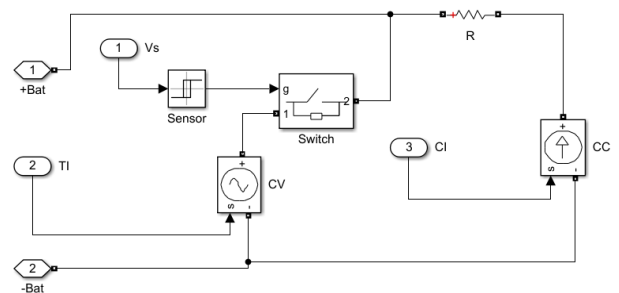 R
1
Vs
1
+Bat
g
2
1
Sensor
Switch
+
3
CI
CC
s
-
2
TI
+
CV
s
-
2
-Bat